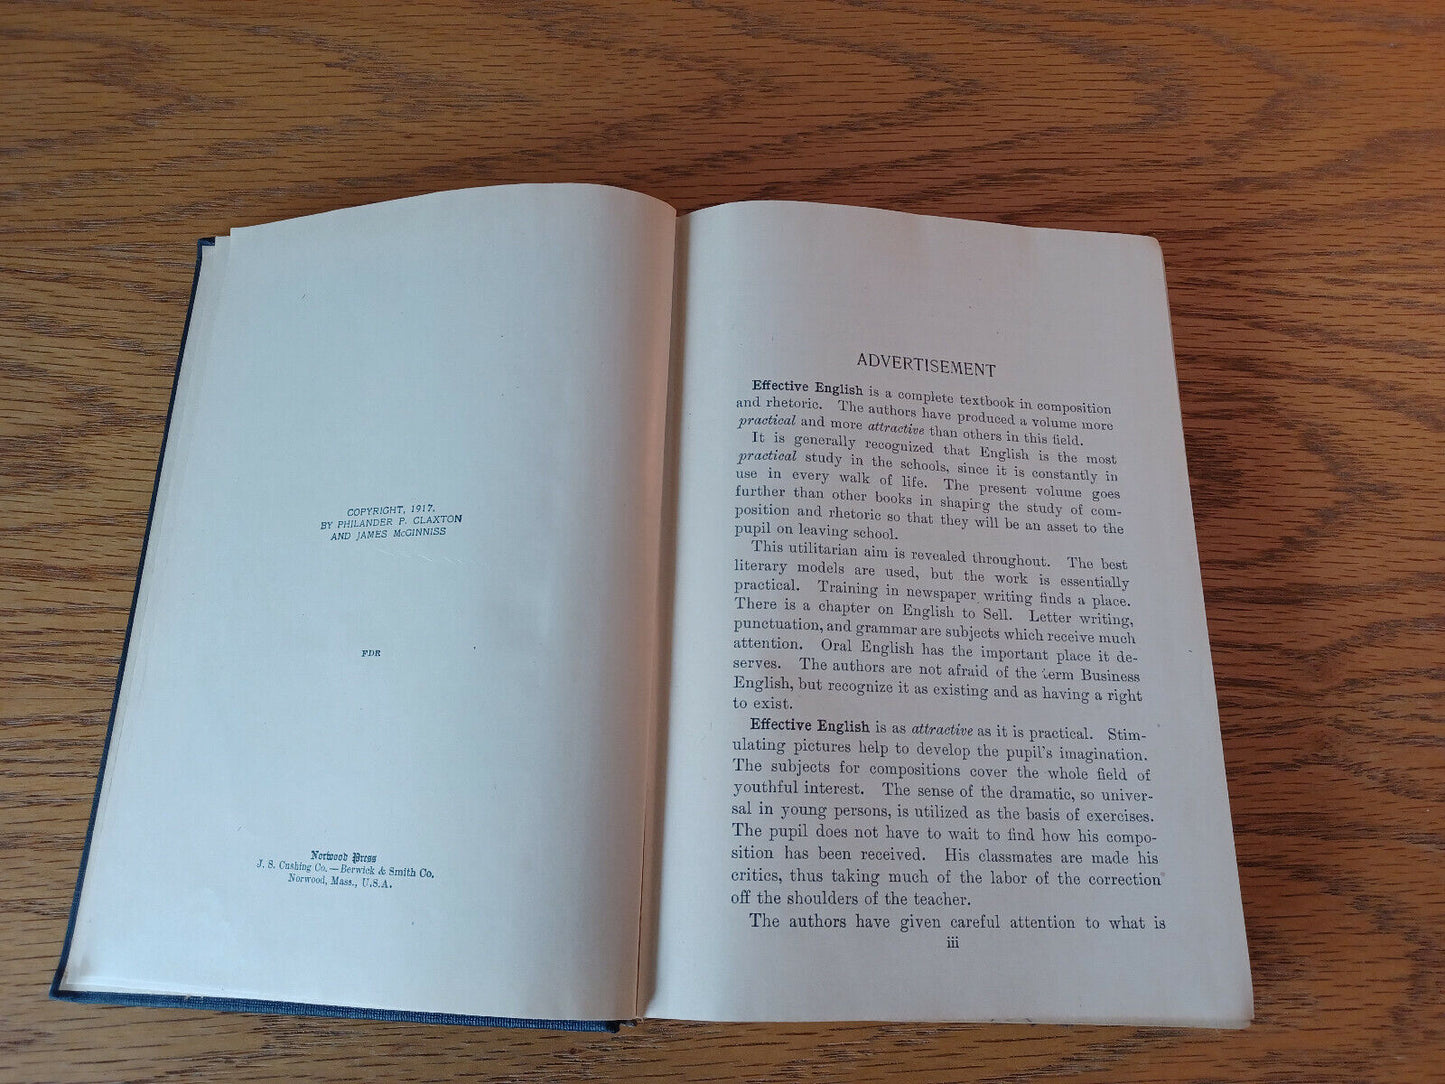 COPYRIGHT, 1917,
BY PHILANDER P. CLAXTON
AND JAMES McGINNISS
FDR
Norwood Press
J. S. Cushing Co. — Berwick & Smith Co.
Norwood, Mass., U.S.A.
ADVERTISEMENT
Effective English is a complete textbook in composition
and rhetoric. The authors have produced a volume more
practical and more attractive than others in this field.
It is generally recognized that English is the most
practical study in the schools, since it is constantly in
use in every walk of life. The present volume goes
further than other books in shaping the study of com-
position and rhetoric so that they will be an asset to the
pupil on leaving school.
This utilitarian aim is revealed throughout. The best
literary models are used, but the work is essentially
practical. Training in newspaper writing finds a place.
There is a chapter on English to Sell. Letter writing,
punctuation, and grammar are subjects which receive much
attention. Oral English has the important place it de-
serves. The authors are not afraid of the term Business
English, but recognize it as existing and as having a right
to exist.
Effective English is as attractive as it is practical. Stim-
ulating pictures help to develop the pupil's imagination.
The subjects for compositions cover the whole field of
youthful interest. The sense of the dramatic, so univer-
sal in young persons, is utilized as the basis of exercises.
The pupil does not have to wait to find how his compo-
sition has been received. His classmates are made his
critics, thus taking much of the labor of the correction
off the shoulders of the teacher.
The authors have given careful attention to what is
iii